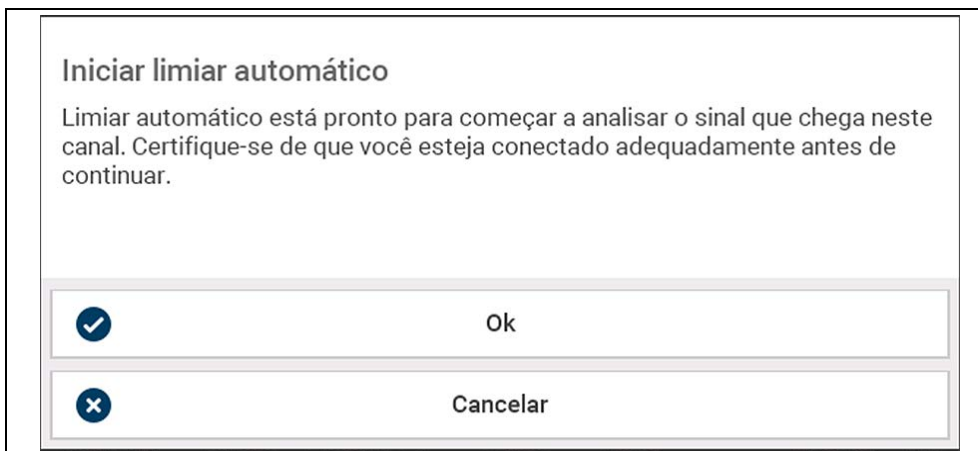 Iniciar limiar automático
Limiar automático está pronto para começar a analisar o sinal que chega neste
canal. Certifique-se de que você esteja conectado adequadamente antes de
continuar.
Ok
Cancelar